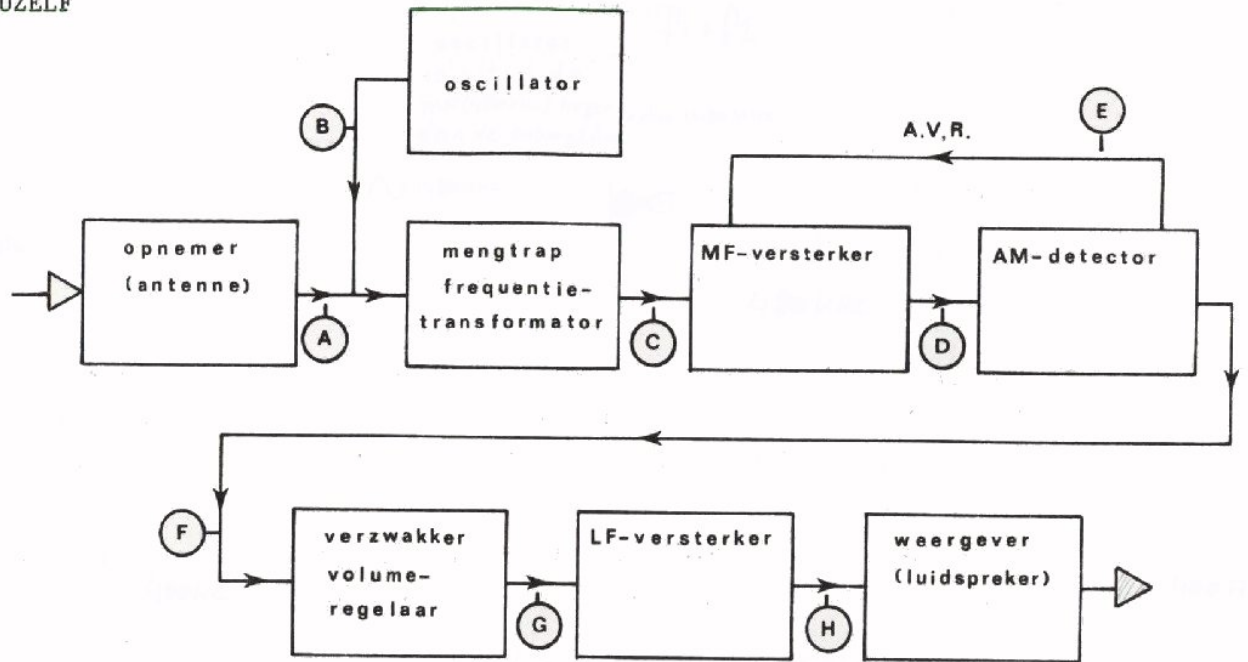 UZELF
oscillator
B
E
A.V,R.
opnemer
(antenne)
mengtrap
frequentie-
transformator
MF-versterker
AM-detector
A
C
D
F
verzwakker
volume-
regelaar
LF-versterker
weergever
(luidspreker)
G
H